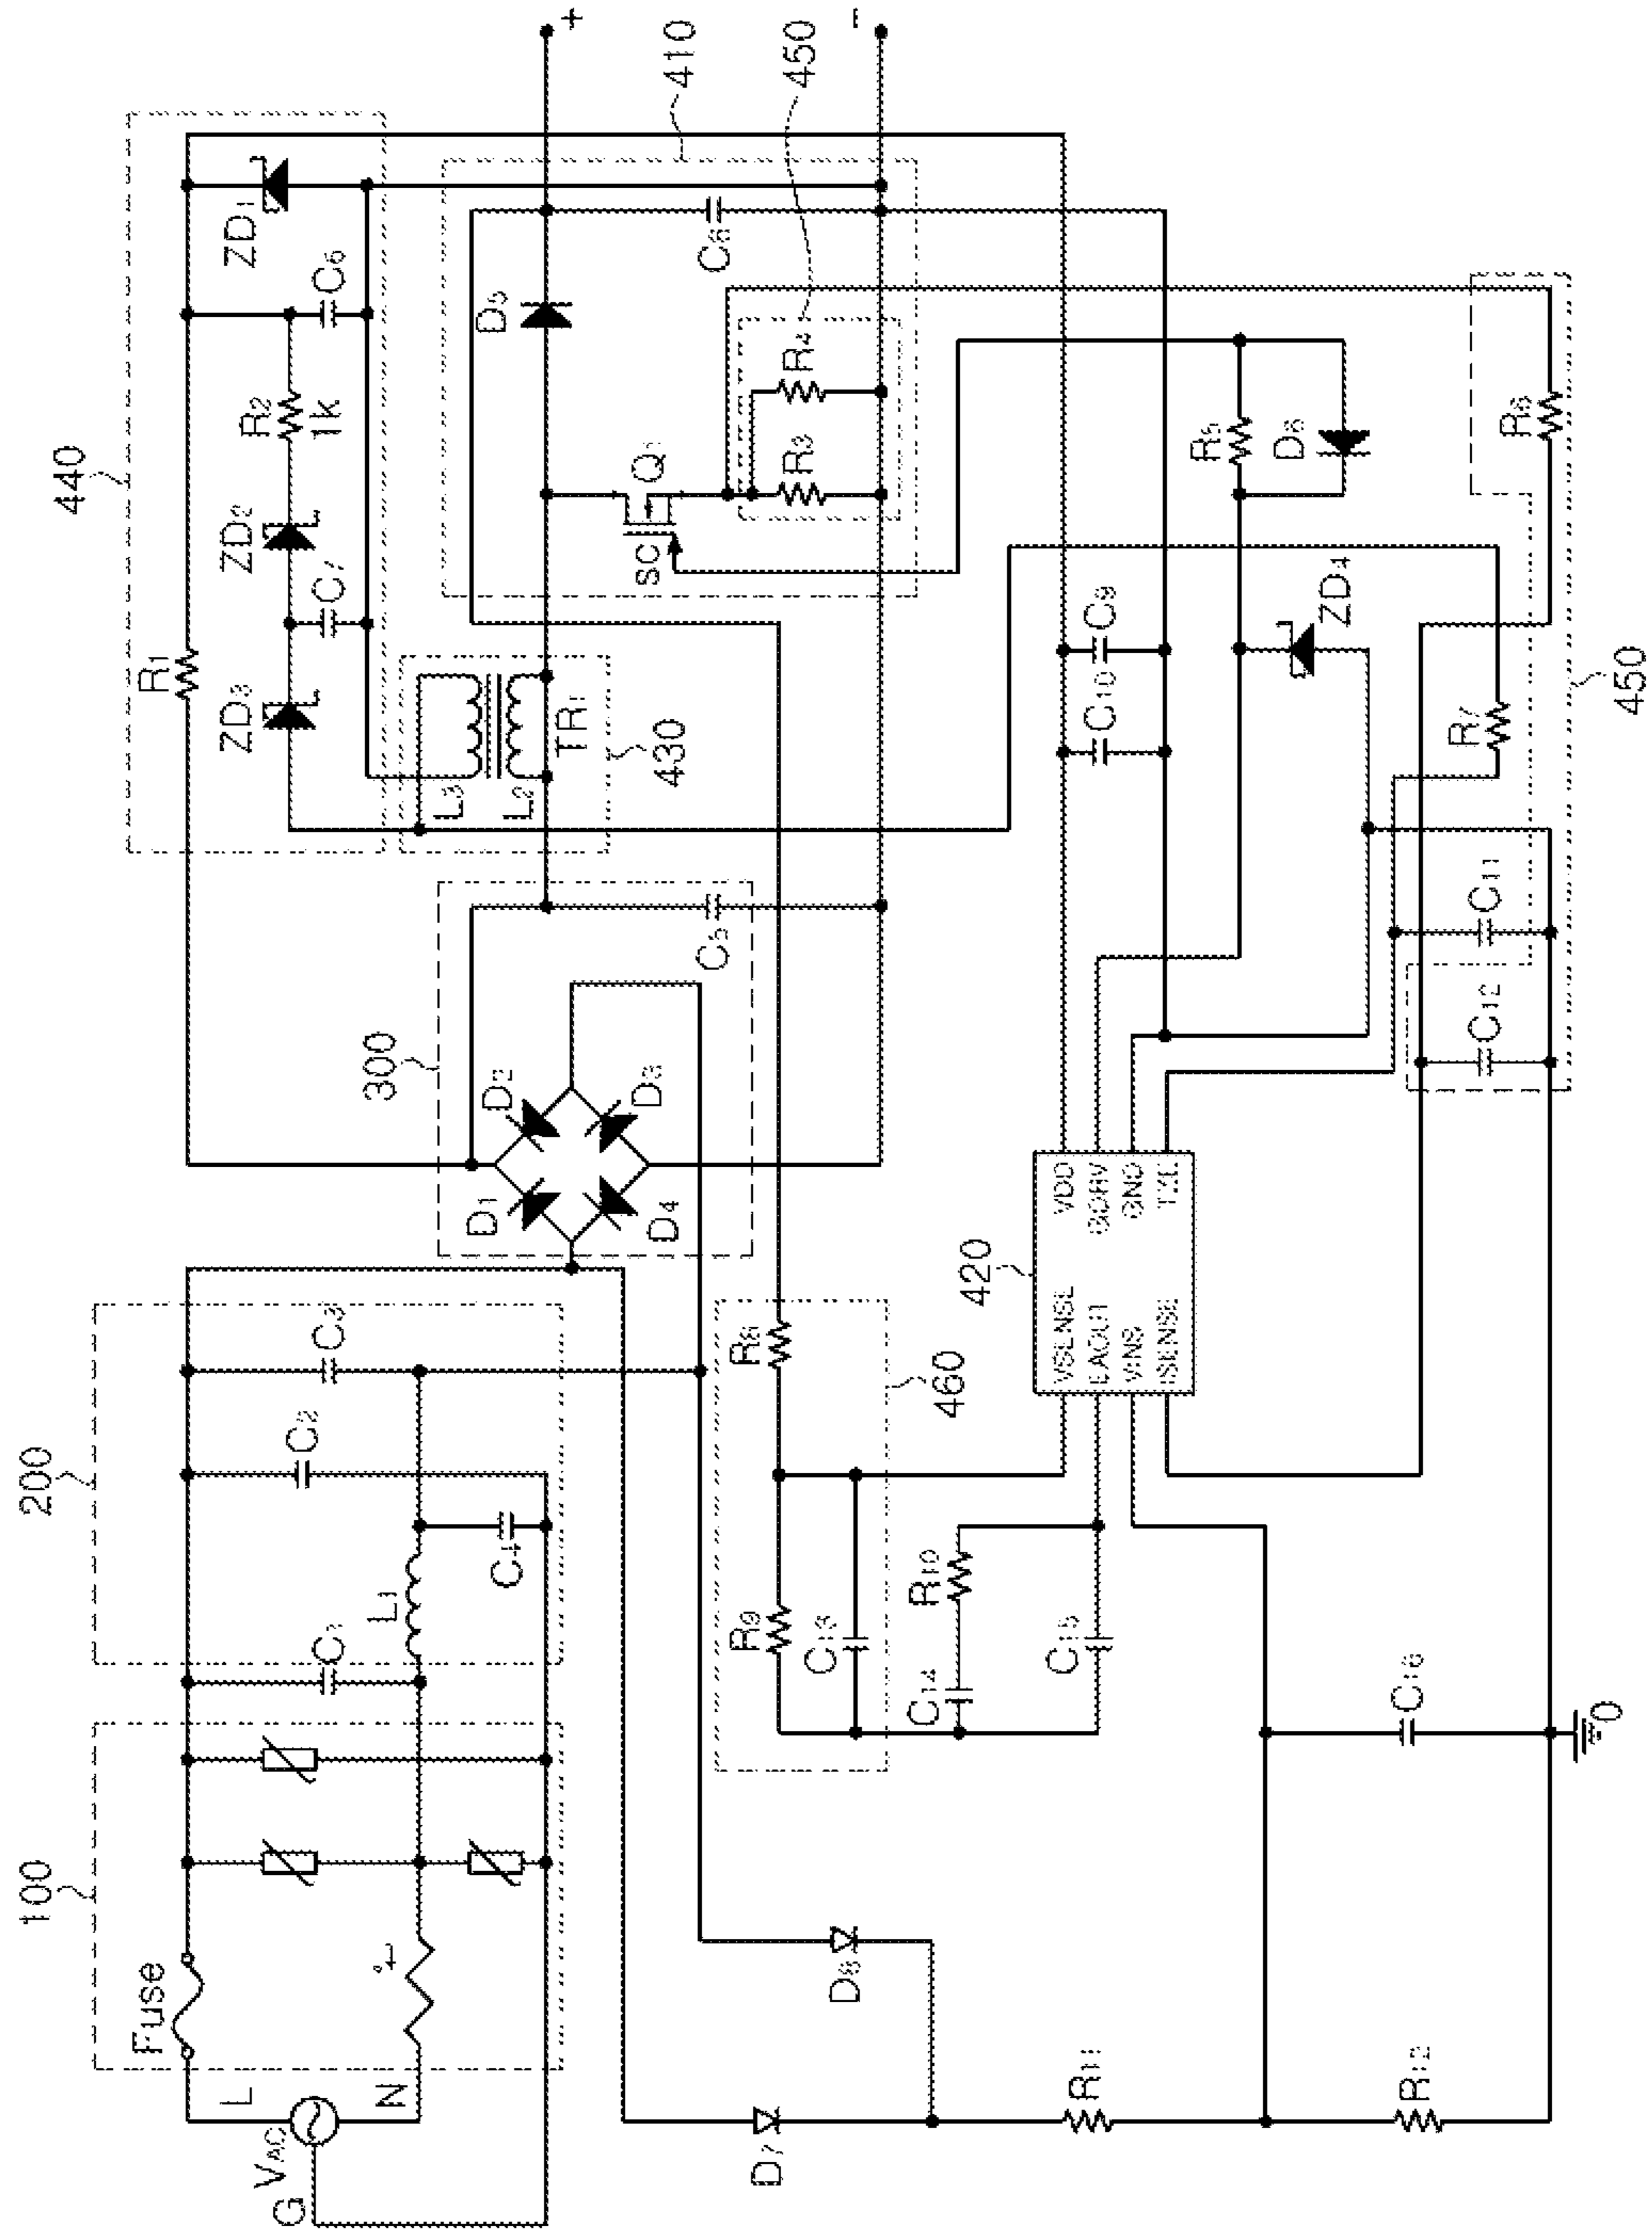 100
200
300
440
430
410
450
460
420
450
Fuse
L
N
G
VAC
C1
C2
C3
L1
C4
D1
D2
D3
D4
C5
R1
ZD3
ZD2
R2
1k
ZD1
C7
C6
L3
L2
TR1
D5
Q1
SC
R3
R4
C8
+
-
R8
R9
C13
C14
R10
C15
VSENSE
EAOUT
VINS
ISENSE
VDD
GDRV
GND
TZC
C10
C9
R5
D6
ZD4
R7
R6
C12
C11
D7
D8
R11
R12
C16
0